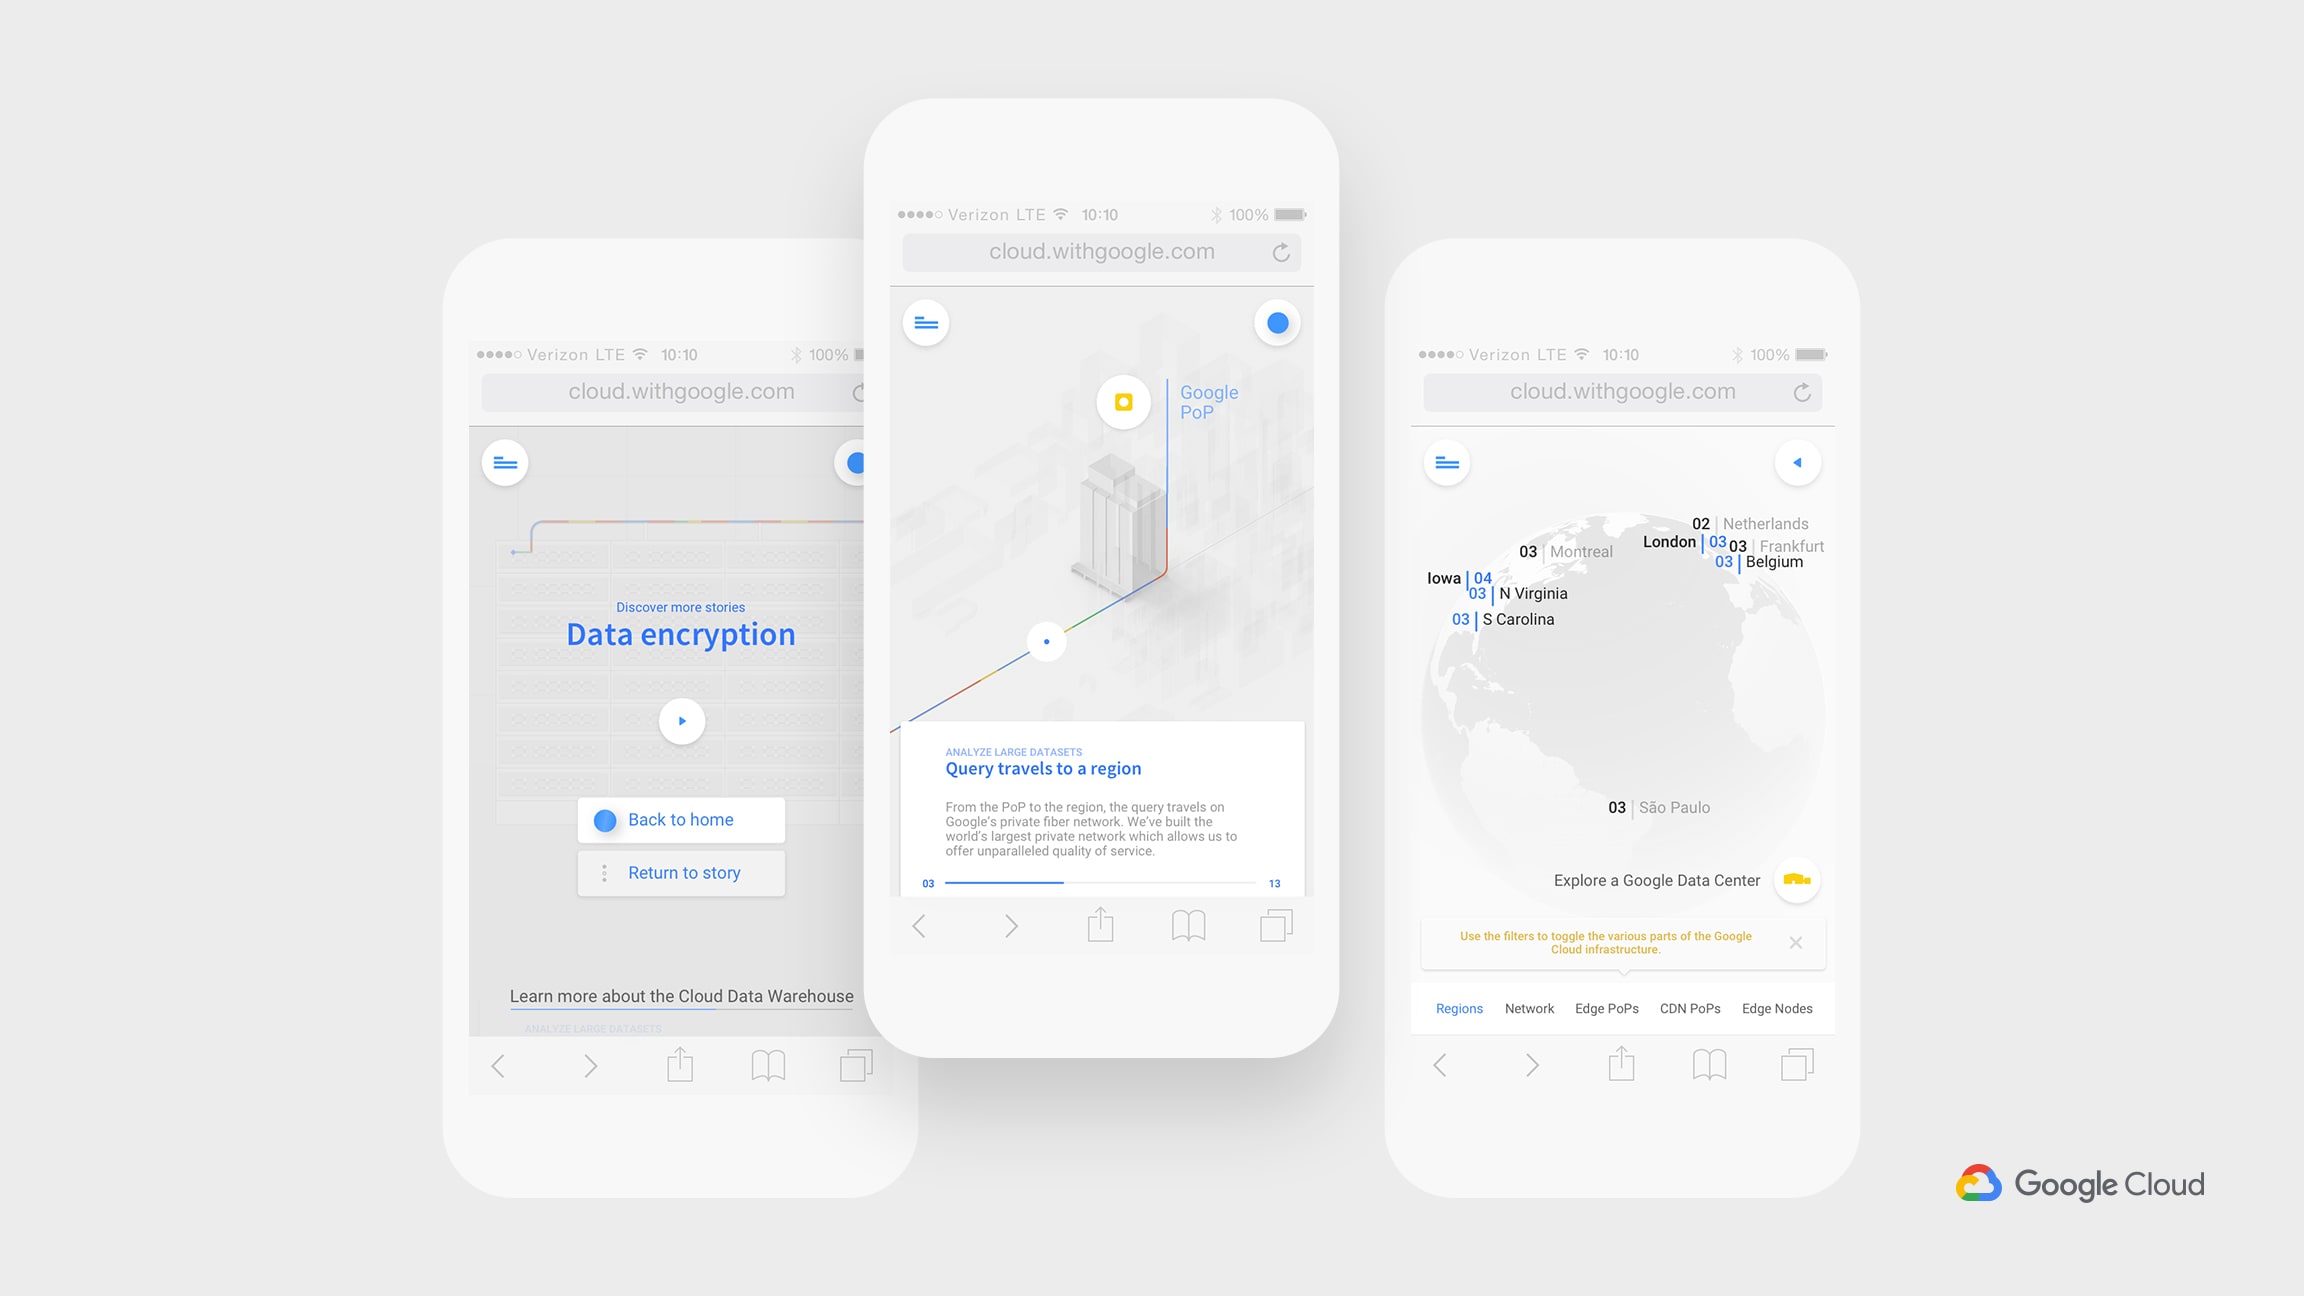 Verizon LTE 10:10 100%
cloud.withgoogle.com
Discover more stories
Data encryption
Back to home
Return to story
Learn more about the Cloud Data Warehouse
ANALYZE LARGE DATASETS
Verizon LTE 10:10 100%
cloud.withgoogle.com
Google
PoP
ANALYZE LARGE DATASETS
Query travels to a region
From the PoP to the region, the query travels on
Google's private fiber network. We've built the
world's largest private network which allows us to
offer unparalleled quality of service.
03 13
Verizon LTE 10:10 100%
cloud.withgoogle.com
02 Netherlands
London 03
03 Frankfurt
03 Belgium
03 Montreal
Iowa 04
03 N Virginia
03 S Carolina
03 São Paulo
Explore a Google Data Center
Use the filters to toggle the various parts of the Google
Cloud infrastructure.
Regions Network Edge PoPs CDN PoPs Edge Nodes
Google Cloud